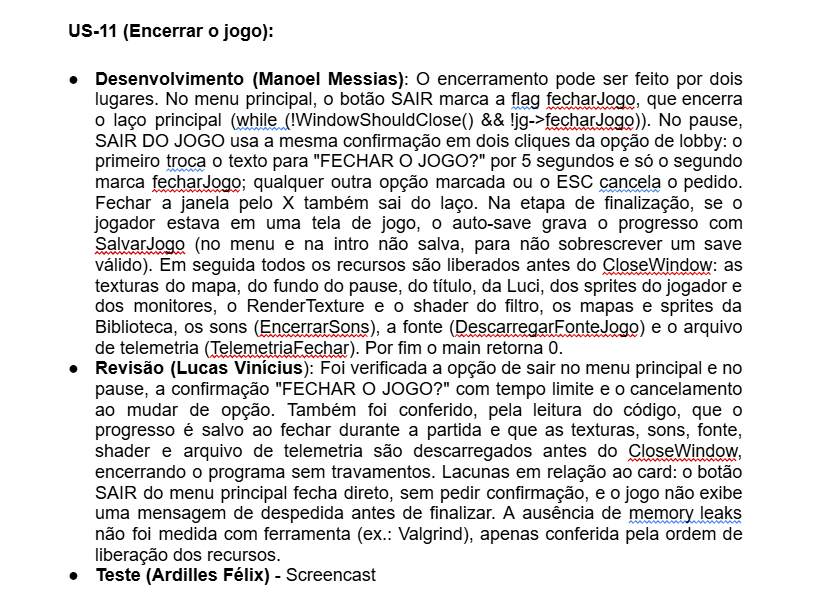 US-11 (Encerrar o jogo):
● Desenvolvimento (Manoel Messias): O encerramento pode ser feito por dois
lugares. No menu principal, o botão SAIR marca a flag fecharJogo, que encerra
o laço principal (while (!WindowShouldClose() && !jg->fecharJogo)). No pause,
SAIR DO JOGO usa a mesma confirmação em dois cliques da opção de lobby: o
primeiro troca o texto para "FECHAR O JOGO?" por 5 segundos e só o segundo
marca fecharJogo; qualquer outra opção marcada ou o ESC cancela o pedido.
Fechar a janela pelo X também sai do laço. Na etapa de finalização, se o
jogador estava em uma tela de jogo, o auto-save grava o progresso com
SalvarJogo (no menu e na intro não salva, para não sobrescrever um save
válido). Em seguida todos os recursos são liberados antes do CloseWindow: as
texturas do mapa, do fundo do pause, do título, da Luci, dos sprites do jogador e
dos monitores, o RenderTexture e o shader do filtro, os mapas e sprites da
Biblioteca, os sons (EncerrarSons), a fonte (DescarregarFonteJogo) e o arquivo
de telemetria (TelemetriaFechar). Por fim o main retorna 0.
● Revisão (Lucas Vinícius): Foi verificada a opção de sair no menu principal e no
pause, a confirmação "FECHAR O JOGO?" com tempo limite e o cancelamento
ao mudar de opção. Também foi conferido, pela leitura do código, que o
progresso é salvo ao fechar durante a partida e que as texturas, sons, fonte,
shader e arquivo de telemetria são descarregados antes do CloseWindow,
encerrando o programa sem travamentos. Lacunas em relação ao card: o botão
SAIR do menu principal fecha direto, sem pedir confirmação, e o jogo não exibe
uma mensagem de despedida antes de finalizar. A ausência de memory leaks
não foi medida com ferramenta (ex.: Valgrind), apenas conferida pela ordem de
liberação dos recursos.
● Teste (Ardilles Félix) - Screencast